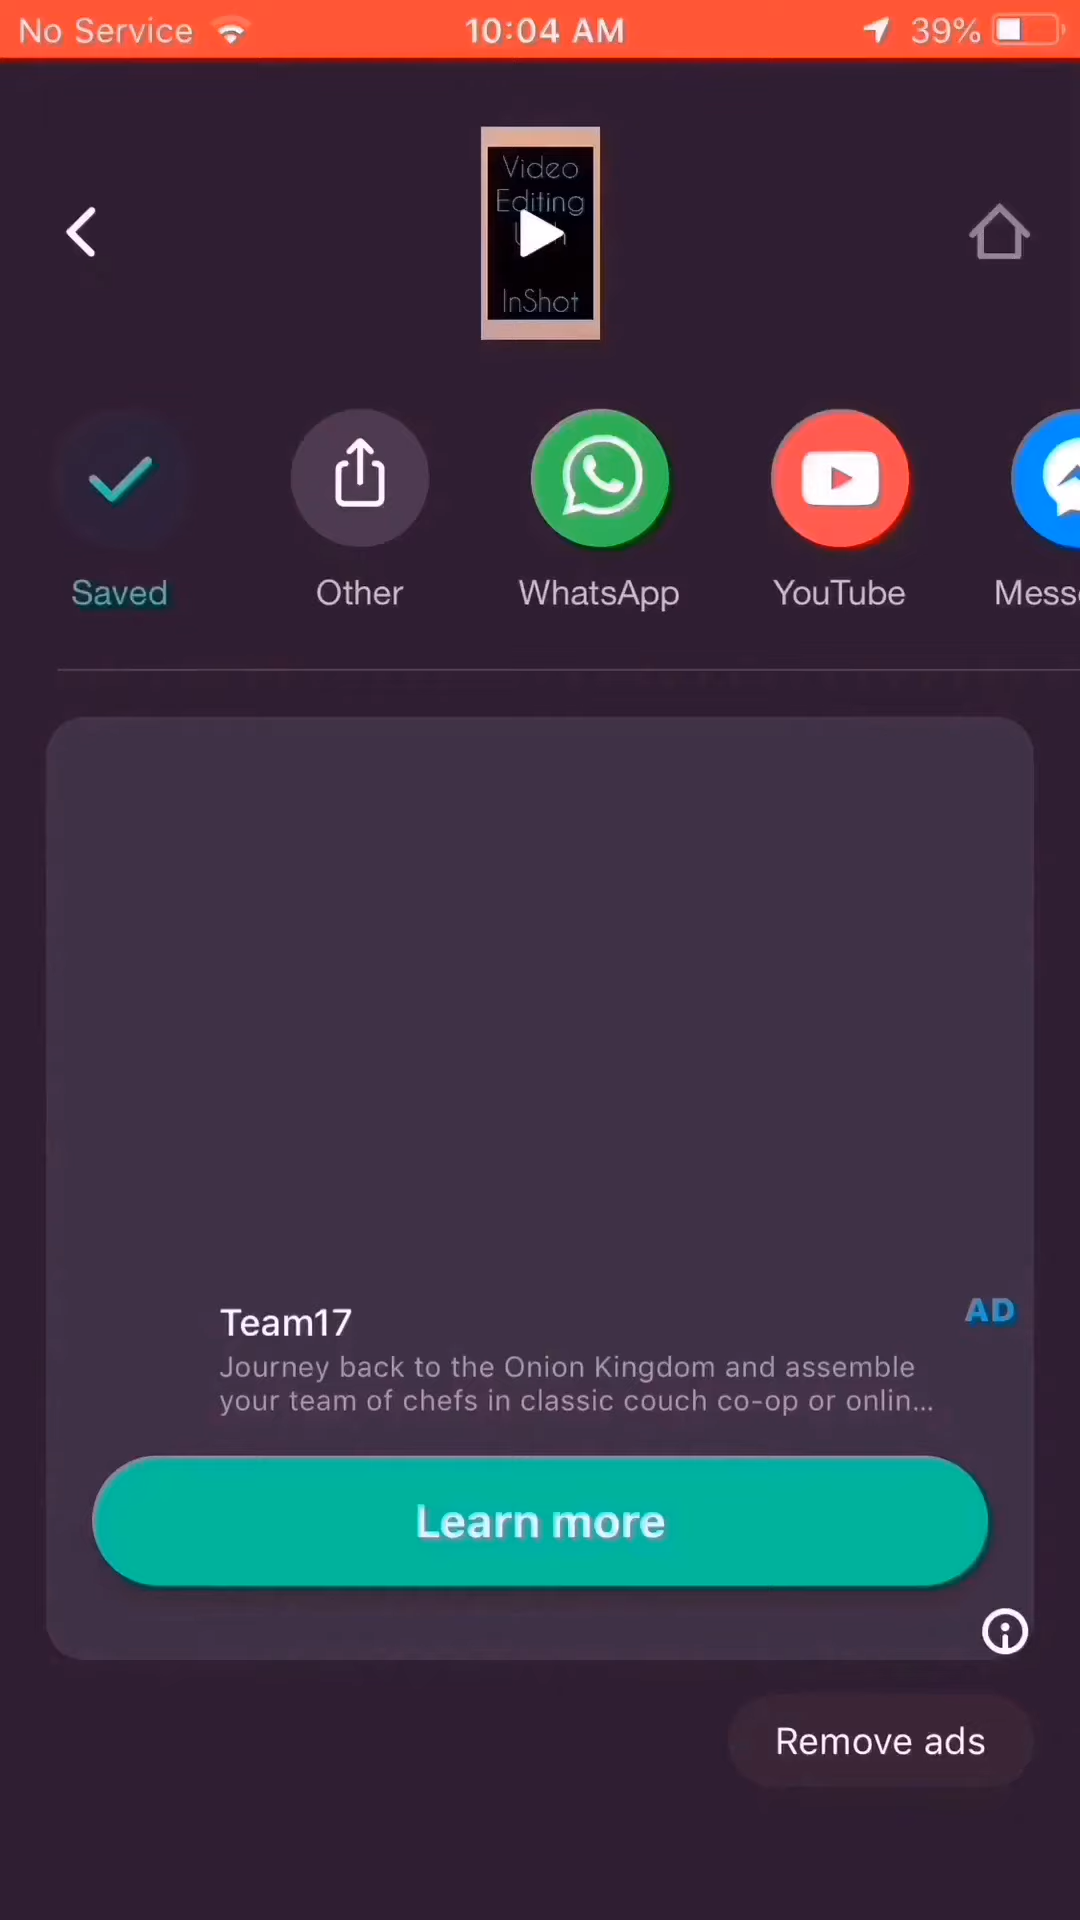 No Service
10:04 AM
39%
Video
Editing
InShot
Saved
Other
WhatsApp
YouTube
Mess
Team17
AD
Journey back to the Onion Kingdom and assemble
your team of chefs in classic couch co-op or onlin...
Learn more
Remove ads